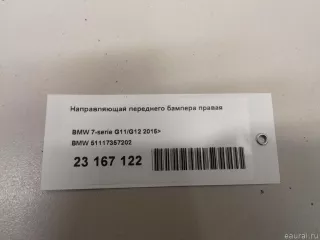 Направляющая переднего бампера правая
BMW 7-serie G11/G12 2015>
BMW 51117357202
23 167 122
eaural.ru